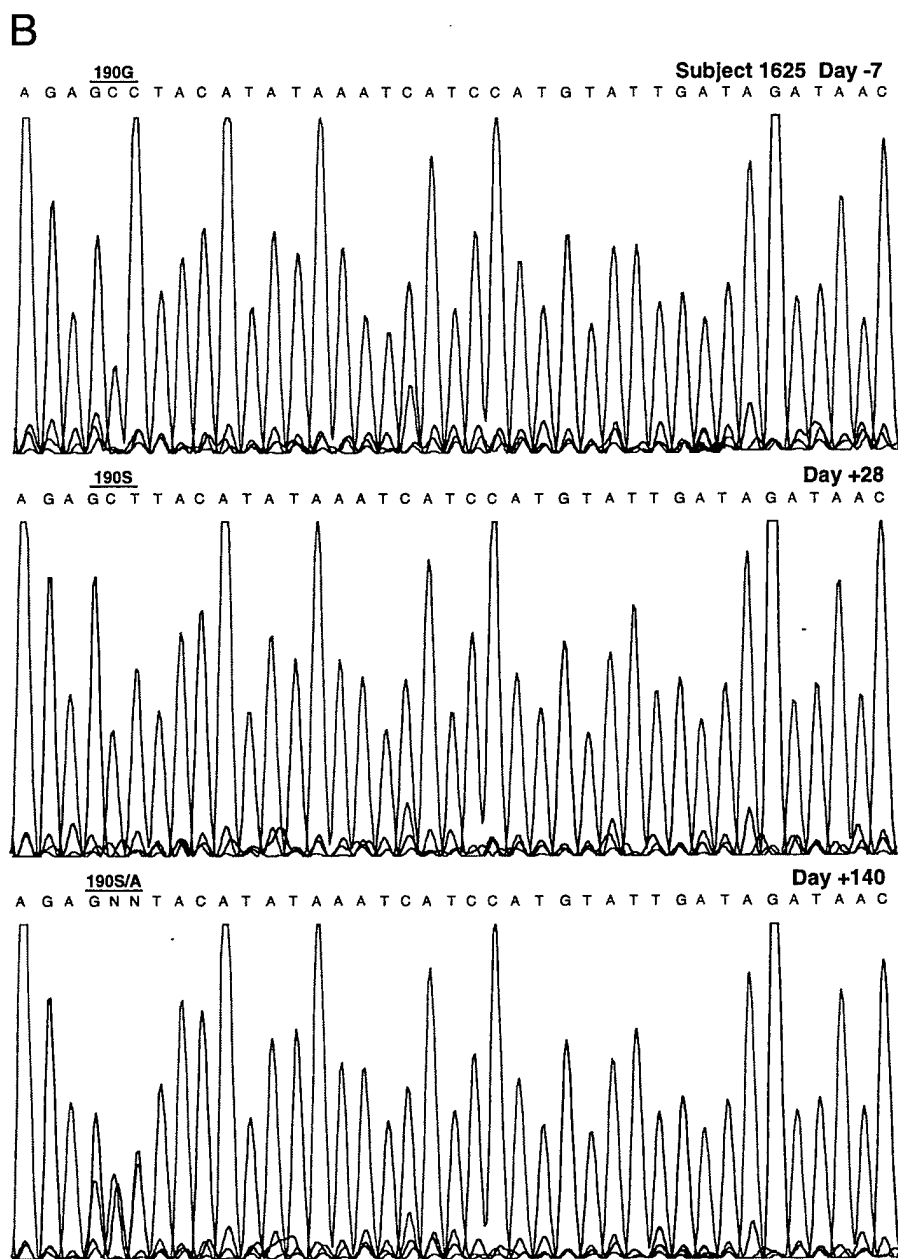 B
190G
Subject 1625 Day -7
A G A G C C T A C A T A T A A A T C A T C C A T G T A T T G A T A G A T A A C
190S
Day +28
A G A G C T T A C A T A T A A A T C A T C C A T G T A T T G A T A G A T A A C
190S/A
Day +140
A G A G N N T A C A T A T A A A T C A T C C A T G T A T T G A T A G A T A A C